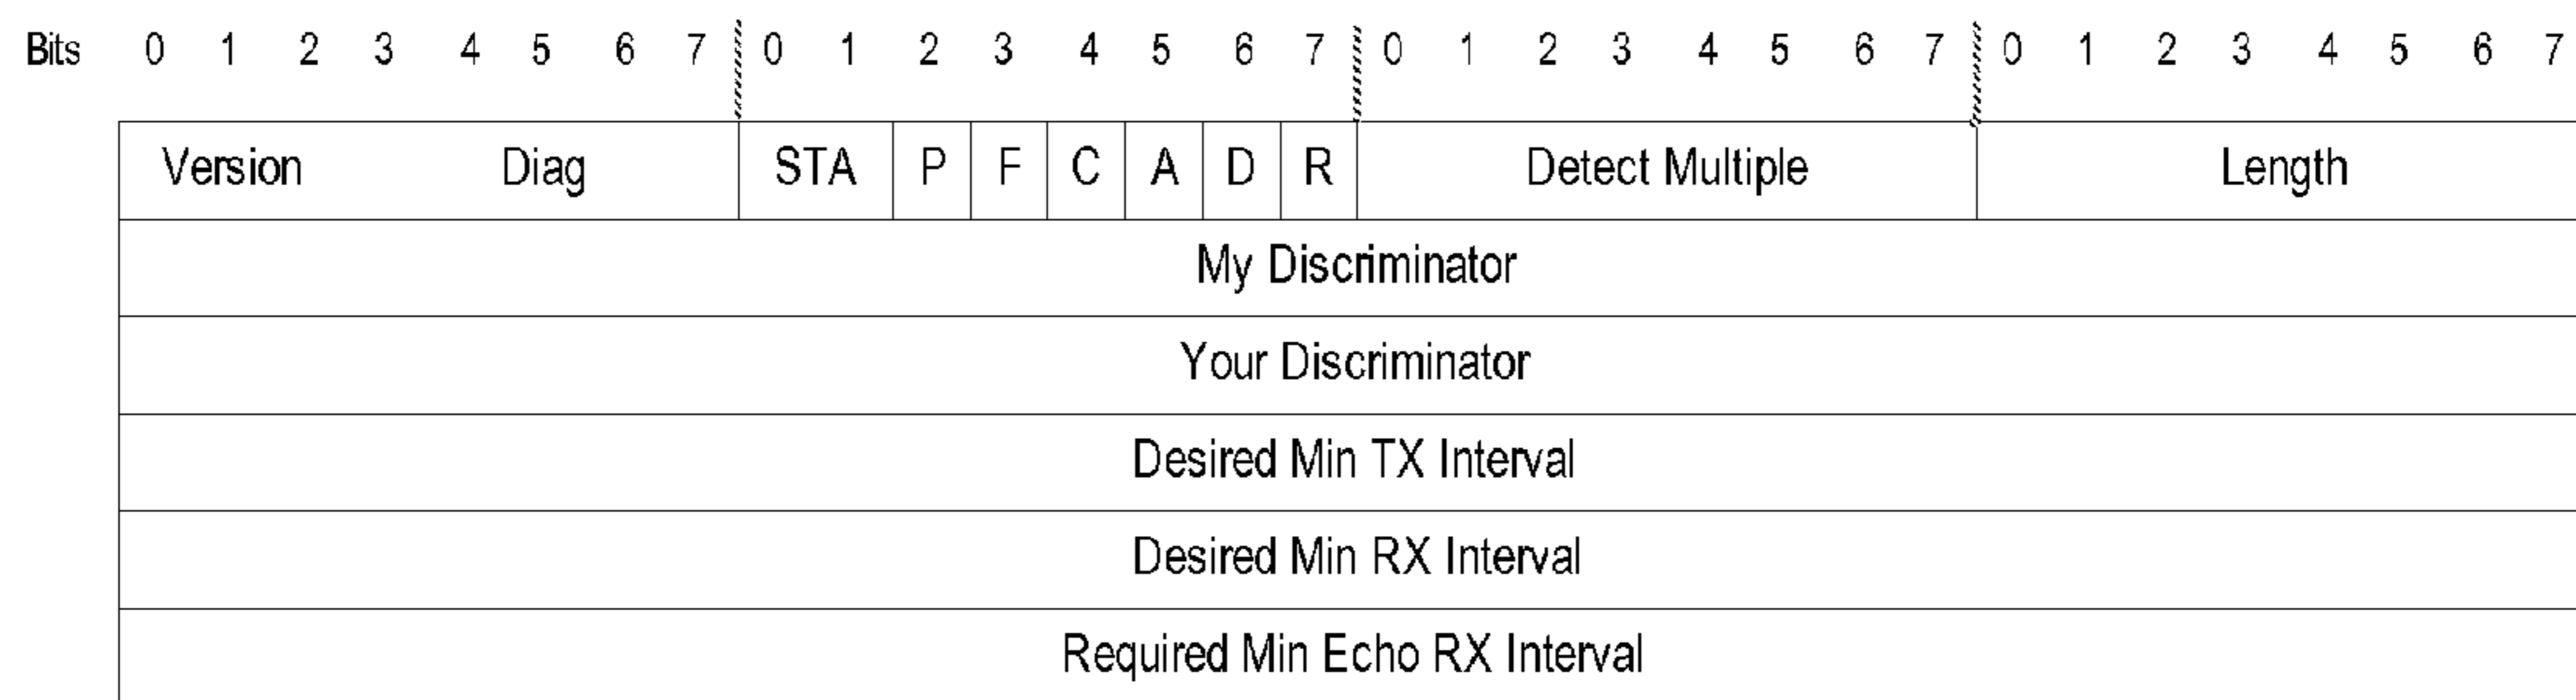 Bits 0 1 2 3 4 5 6 7 0 1 2 3 4 5 6 7 0 1 2 3 4 5 6 7 0 1 2 3 4 5 6 7
Version Diag STA P F C A D R Detect Multiple Length
My Discriminator
Your Discriminator
Desired Min TX Interval
Desired Min RX Interval
Required Min Echo RX Interval